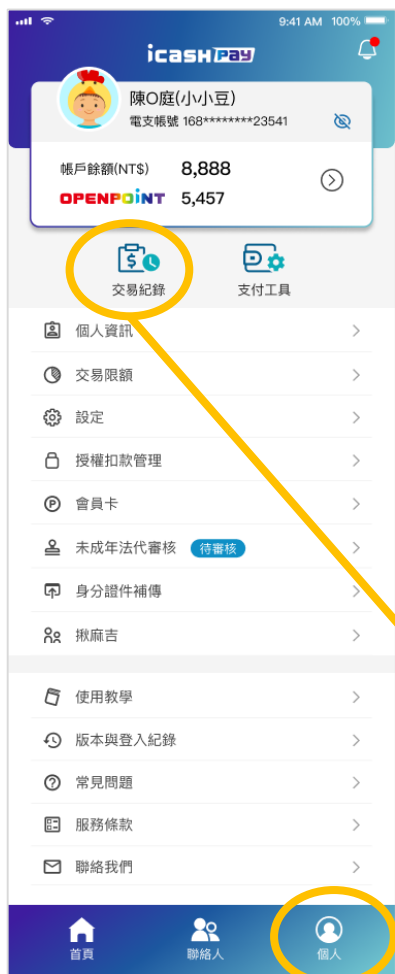 9:41 AM 100%
icash Pay
陳O庭(小小豆)
電支帳號 168********23541
帳戶餘額(NT$) 8,888
OPENPOINT 5,457
交易紀錄 支付工具
個人資訊
交易限額
設定
授權扣款管理
會員卡
未成年法代審核 待審核
身分證件補傳
揪麻吉
使用教學
版本與登入紀錄
常見問題
服務條款
聯絡我們
首頁 聯絡人 個人